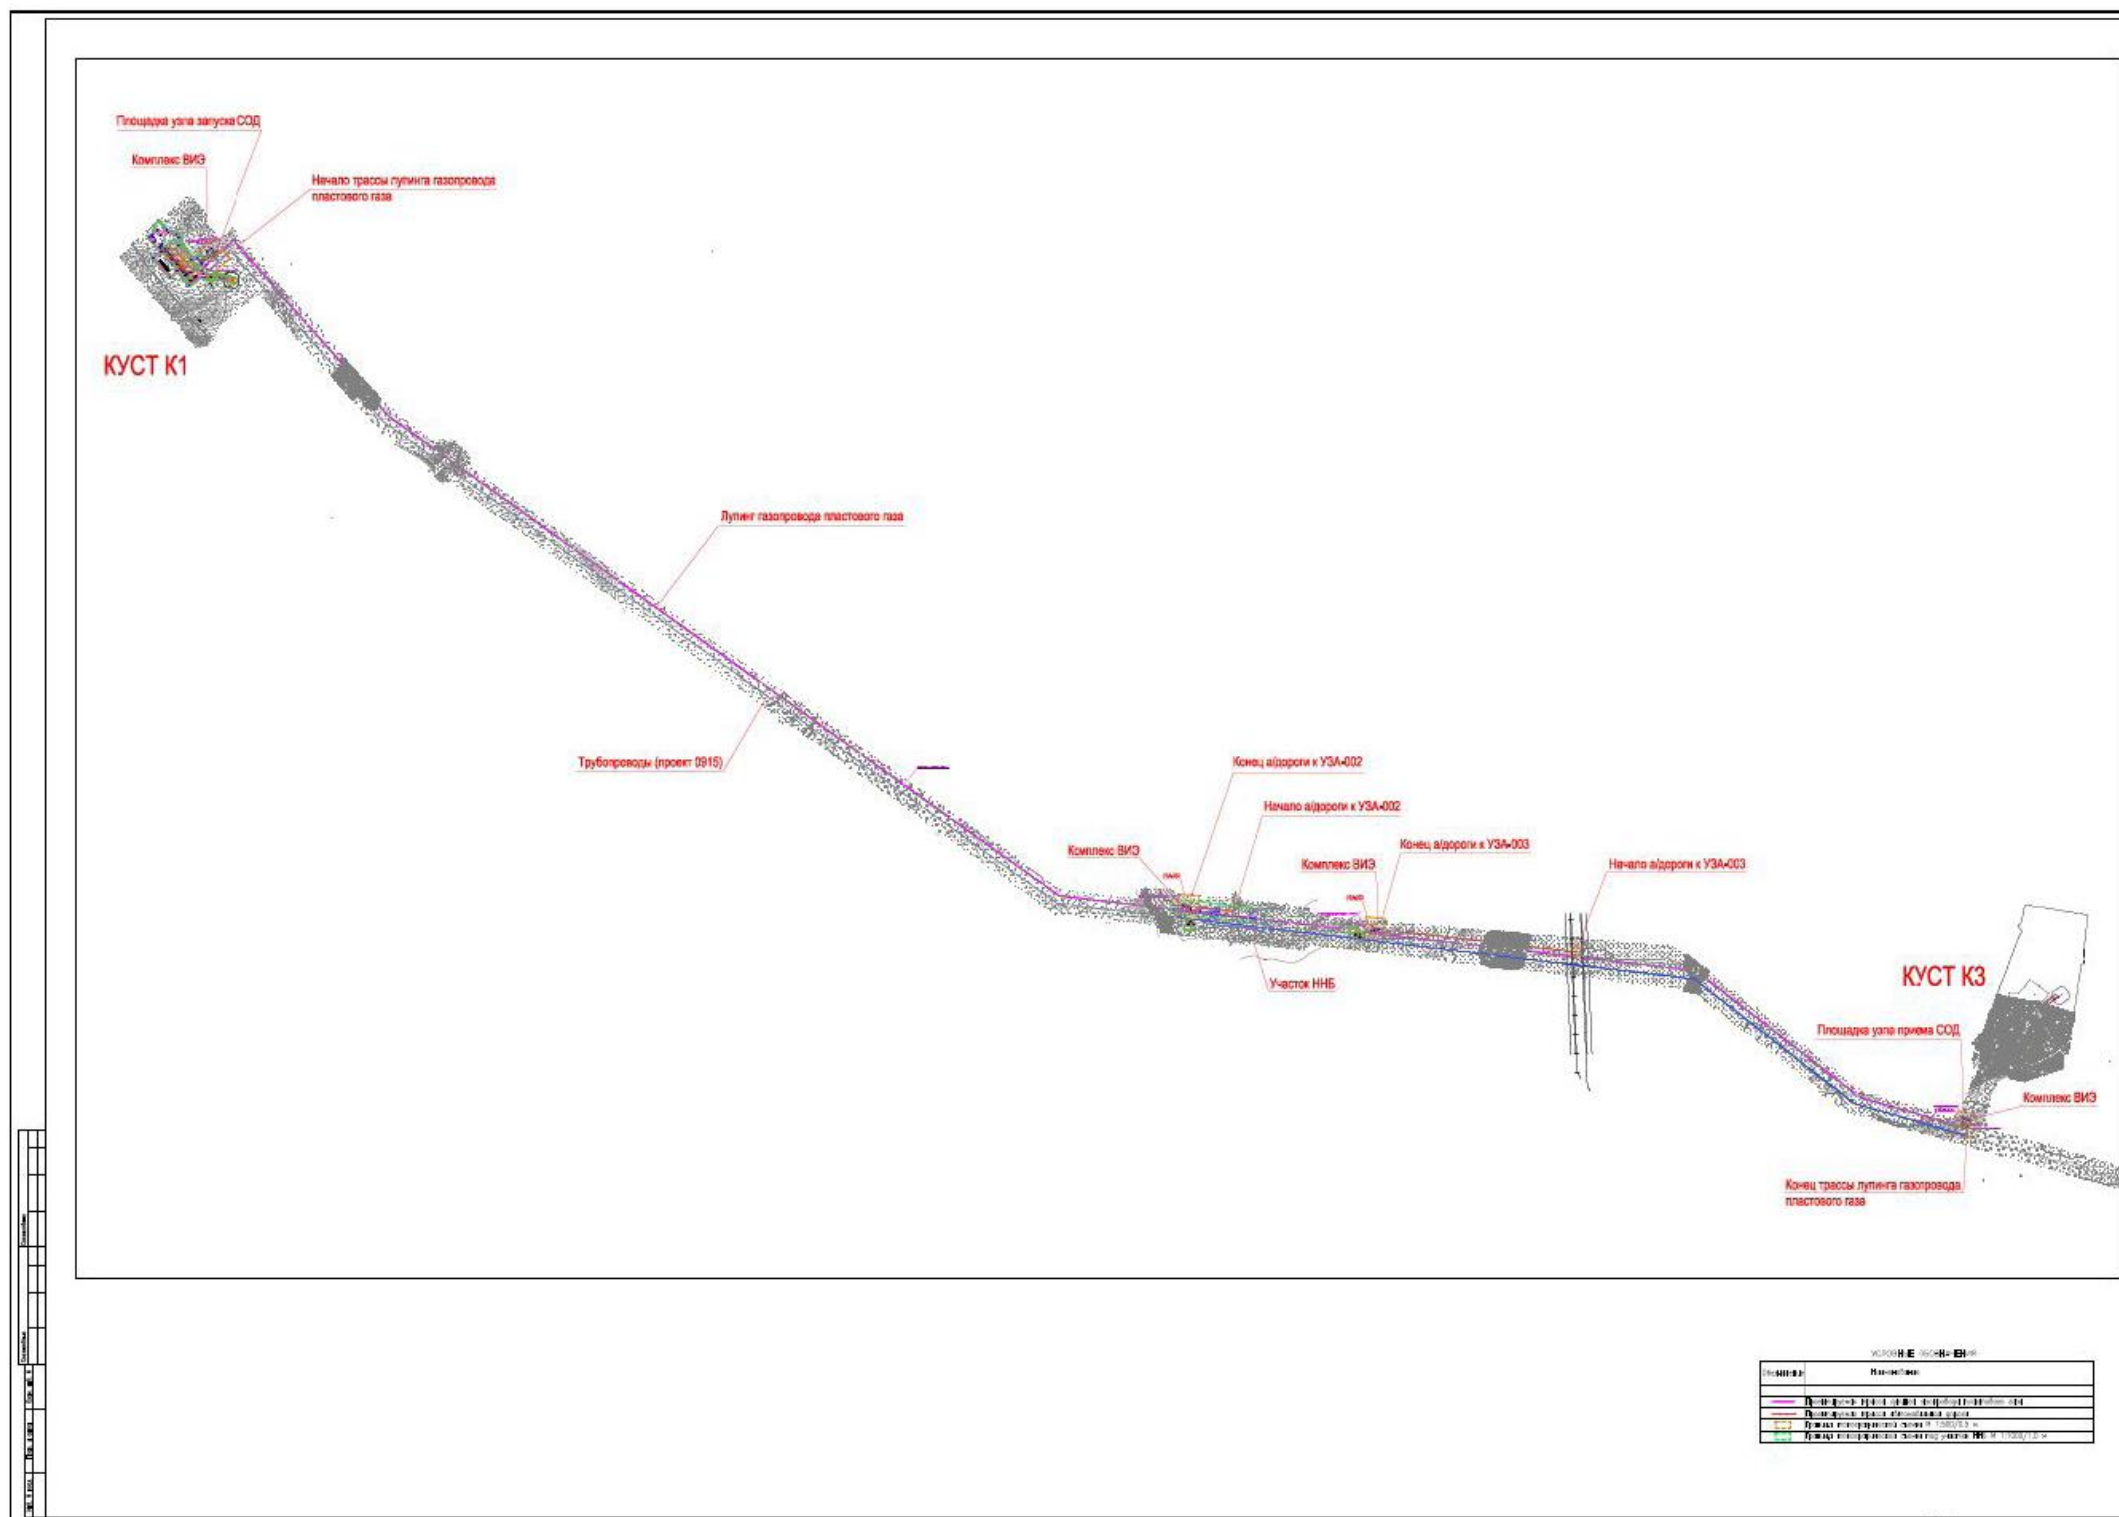 Площадка узла запуска СОД
Комплекс ВИЭ
Начало трассы лупинга газопровода
пластового газа
КУСТ К1
Лупинг газопровода пластового газа
Трубопроводы (проект 0915)
Конец а/дороги к УЗА-002
Начало а/дороги к УЗА-002
Комплекс ВИЭ
Конец а/дороги к УЗА-003
Комплекс ВИЭ
Начало а/дороги к УЗА-003
Участок ННБ
КУСТ К3
Площадка узла приема СОД
Комплекс ВИЭ
Конец трассы лупинга газопровода
пластового газа
УСЛОВНЫЕ ОБОЗНАЧЕНИЯ